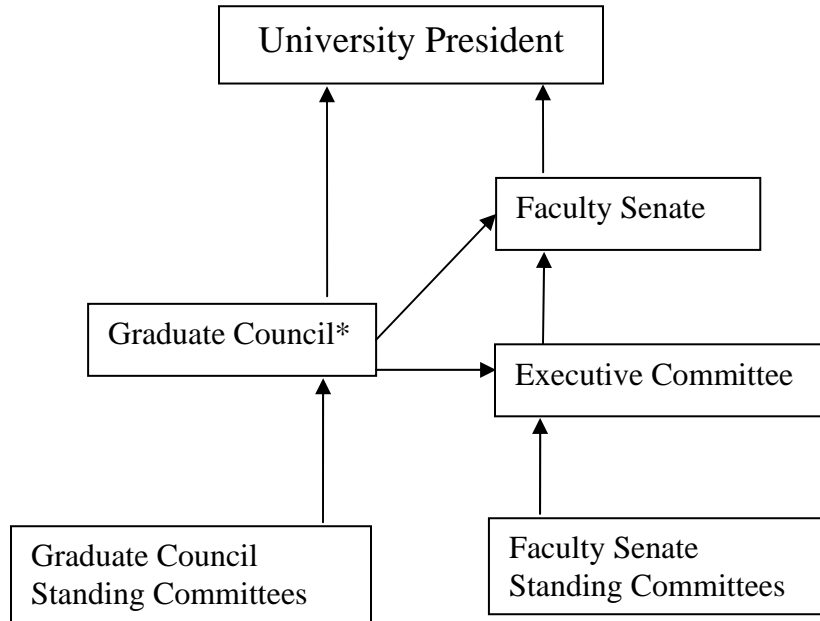 University President
Faculty Senate
Graduate Council*
Executive Committee
Graduate Council
Standing Committees
Faculty Senate
Standing Committees